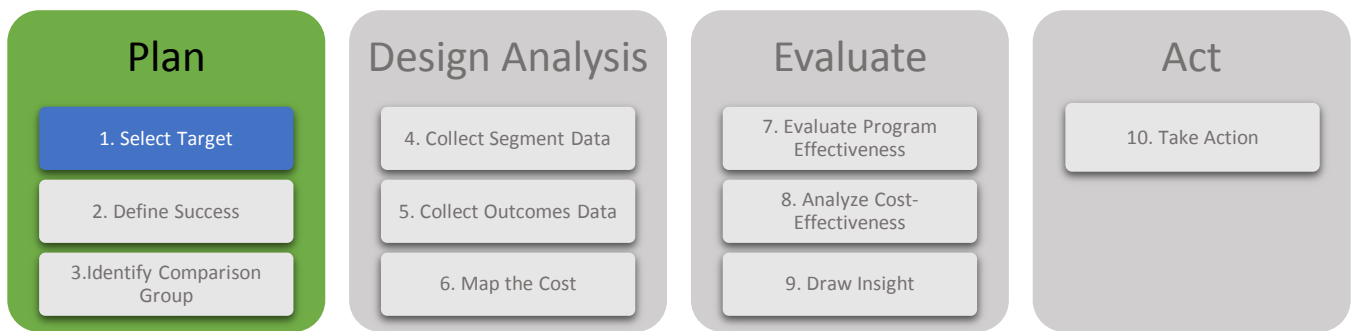 Plan
1. Select Target
2. Define Success
3.Identify Comparison
Group
Design Analysis
4. Collect Segment Data
5. Collect Outcomes Data
6. Map the Cost
Evaluate
7. Evaluate Program
Effectiveness
8. Analyze Cost-
Effectiveness
9. Draw Insight
Act
10. Take Action